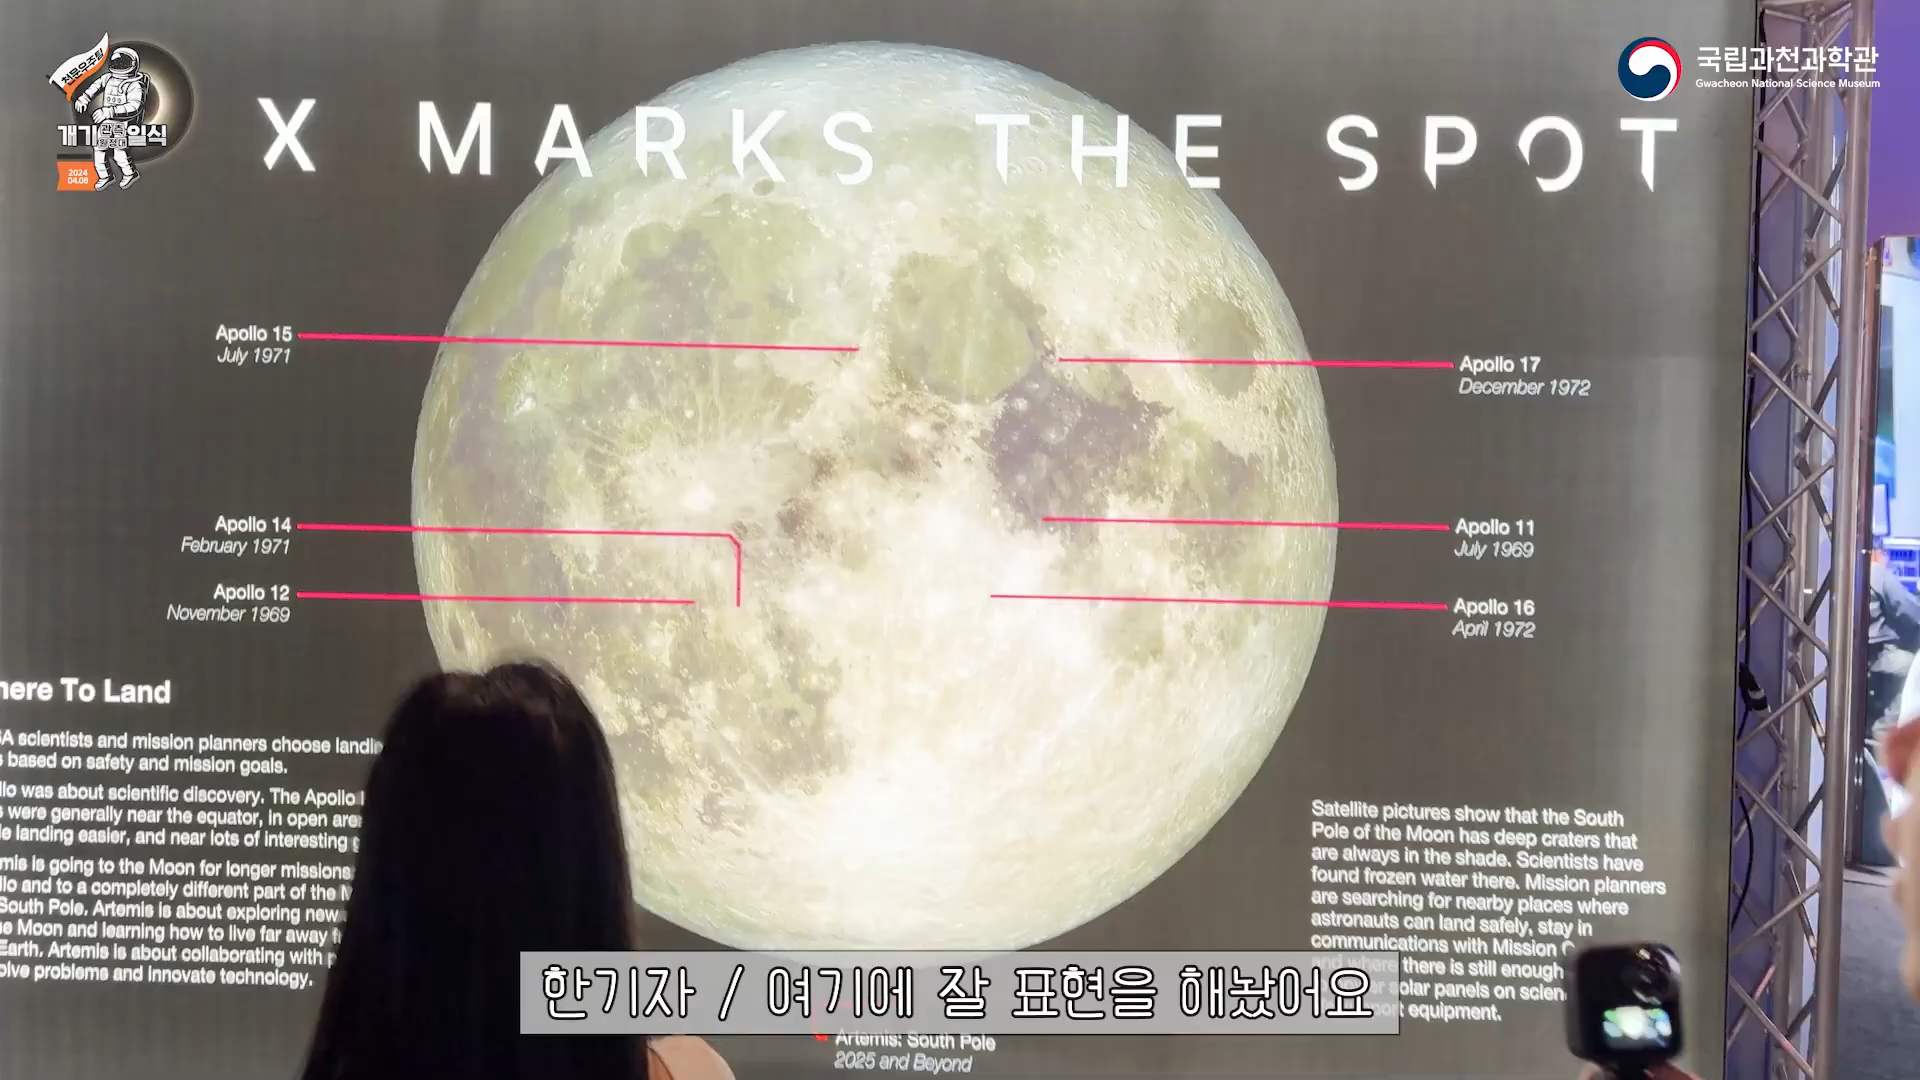 천문우주팀
개기 관측 일식
원정대
2024
04.08
국립과천과학관
Gwacheon National Science Museum
X MARKS THE SPOT
Apollo 15
July 1971
Apollo 17
December 1972
Apollo 14
February 1971
Apollo 11
July 1969
Apollo 12
November 1969
Apollo 16
April 1972
To Land
scientists and mission planners choose
based on safety and mission goals.
was about scientific discovery. The Apollo
were generally near the equator, in open
landing easier, and near lots of interesting
is going to the Moon for longer missions
and to a completely different part of the
South Pole. Artemis is about exploring new
Moon and learning how to live far away
Earth. Artemis is about collaborating with
problems and innovate technology.
Satellite pictures show that the South
Pole of the Moon has deep craters that
are always in the shade. Scientists have
found frozen water there. Mission planners
are searching for nearby places where
astronauts can land safely, stay in
communications with Mission
and where there is still enough
solar panels on
equipment.
한기자 / 여기에 잘 표현을 해놨어요
Artemis: South Pole
2025 and Beyond